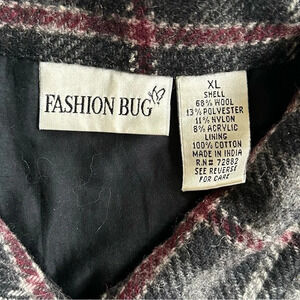 FASHION BUG
XL
SHELL
68% WOOL
13% POLYESTER
11% NYLON
8% ACRYLIC
LINING
100% COTTON
MADE IN INDIA
R.N# 72882
SEE REVERSE
FOR CARE